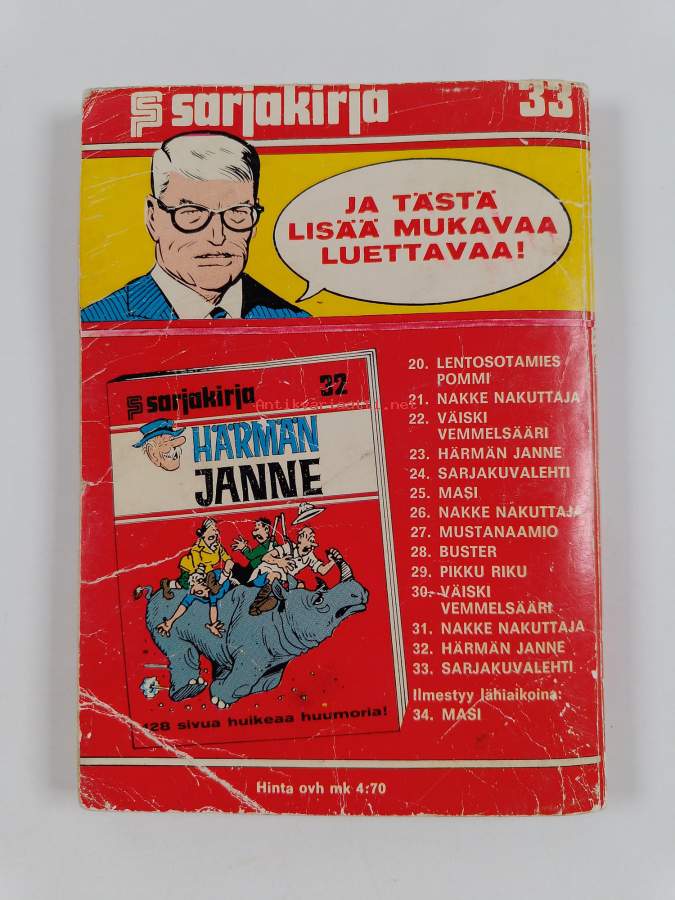 sarjakirja 33
JA TÄSTÄ
LISÄÄ MUKAVAA
LUETTAVAA!
sarjakirja 32
HÄRMÄN
JANNE
128 sivua huikeaa huumoria!
Antikvariaatti.net
20. LENTOSOTAMIES
POMMI
21. NAKKE NAKUTTAJA
22. VÄISKI
VEMMELSÄÄRI
23. HÄRMÄN JANNE
24. SARJAKUVALEHTI
25. MASI
26. NAKKE NAKUTTAJA
27. MUSTANAAMIO
28. BUSTER
29. PIKKU RIKU
30. VÄISKI
VEMMELSÄÄRI
31. NAKKE NAKUTTAJA
32. HÄRMÄN JANNE
33. SARJAKUVALEHTI
Ilmestyy lähiaikoina:
34. MASI
Hinta ovh mk 4:70